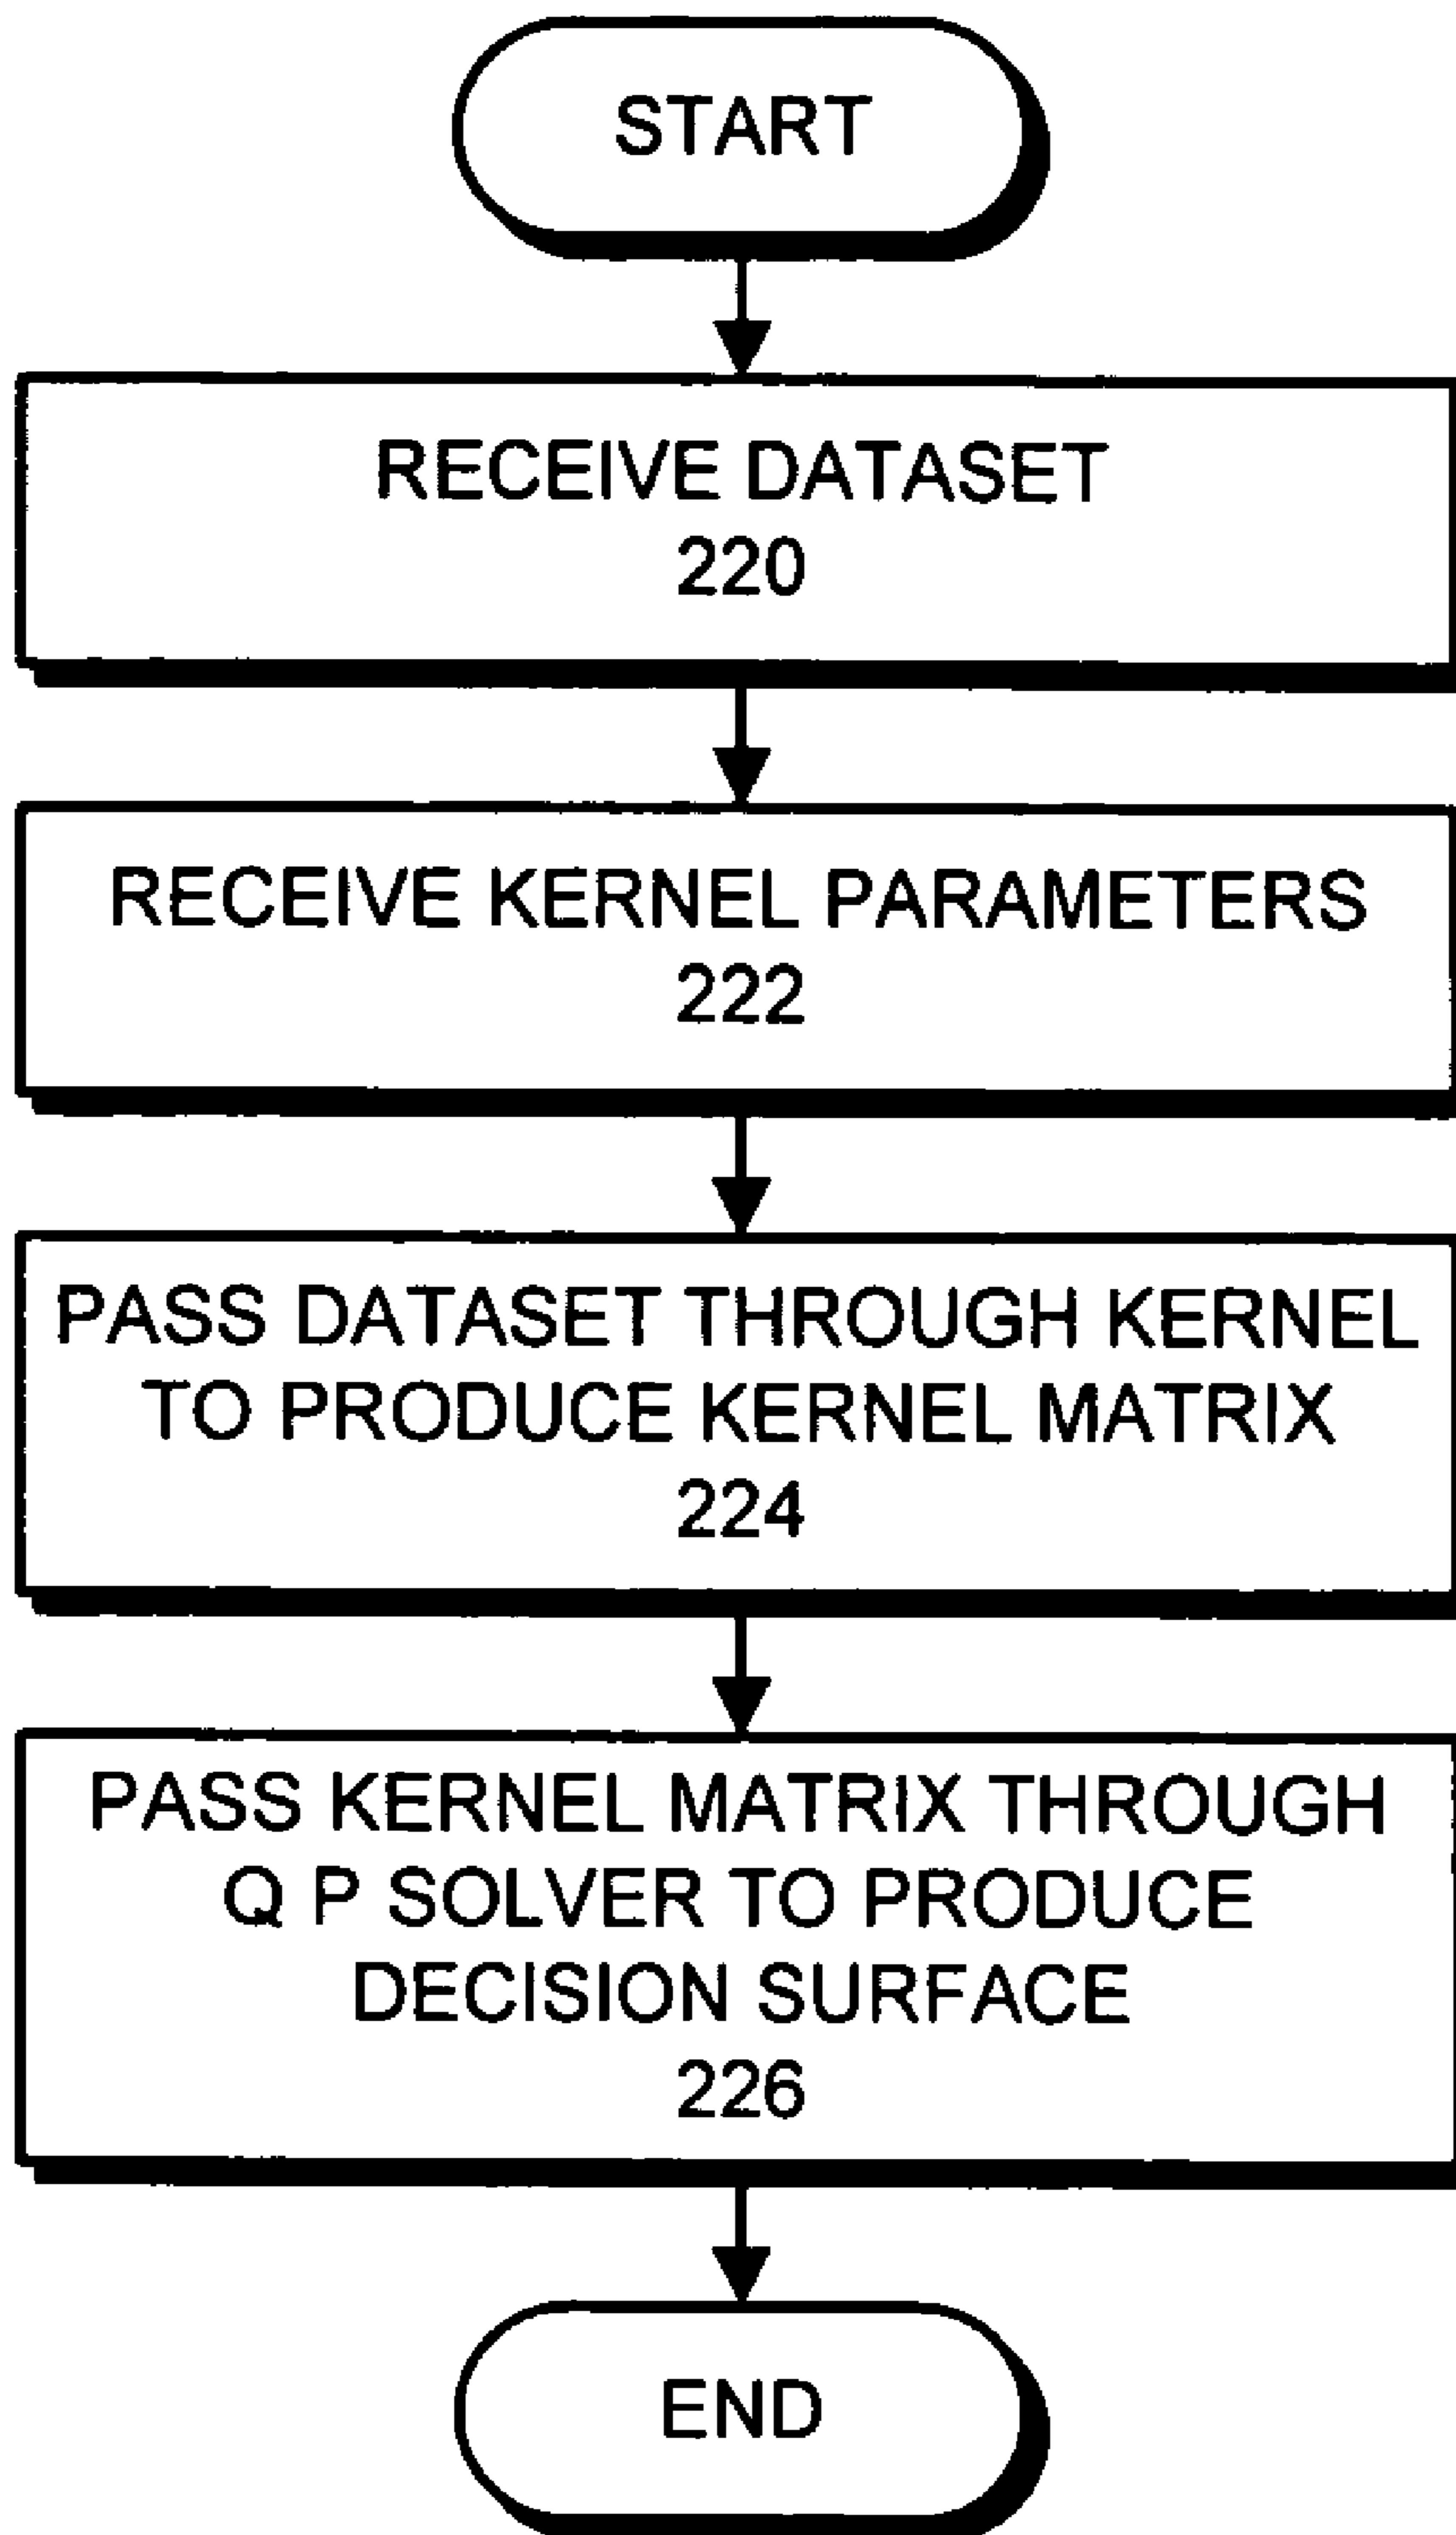 START
RECEIVE DATASET
220
RECEIVE KERNEL PARAMETERS
222
PASS DATASET THROUGH KERNEL
TO PRODUCE KERNEL MATRIX
224
PASS KERNEL MATRIX THROUGH
Q P SOLVER TO PRODUCE
DECISION SURFACE
226
END